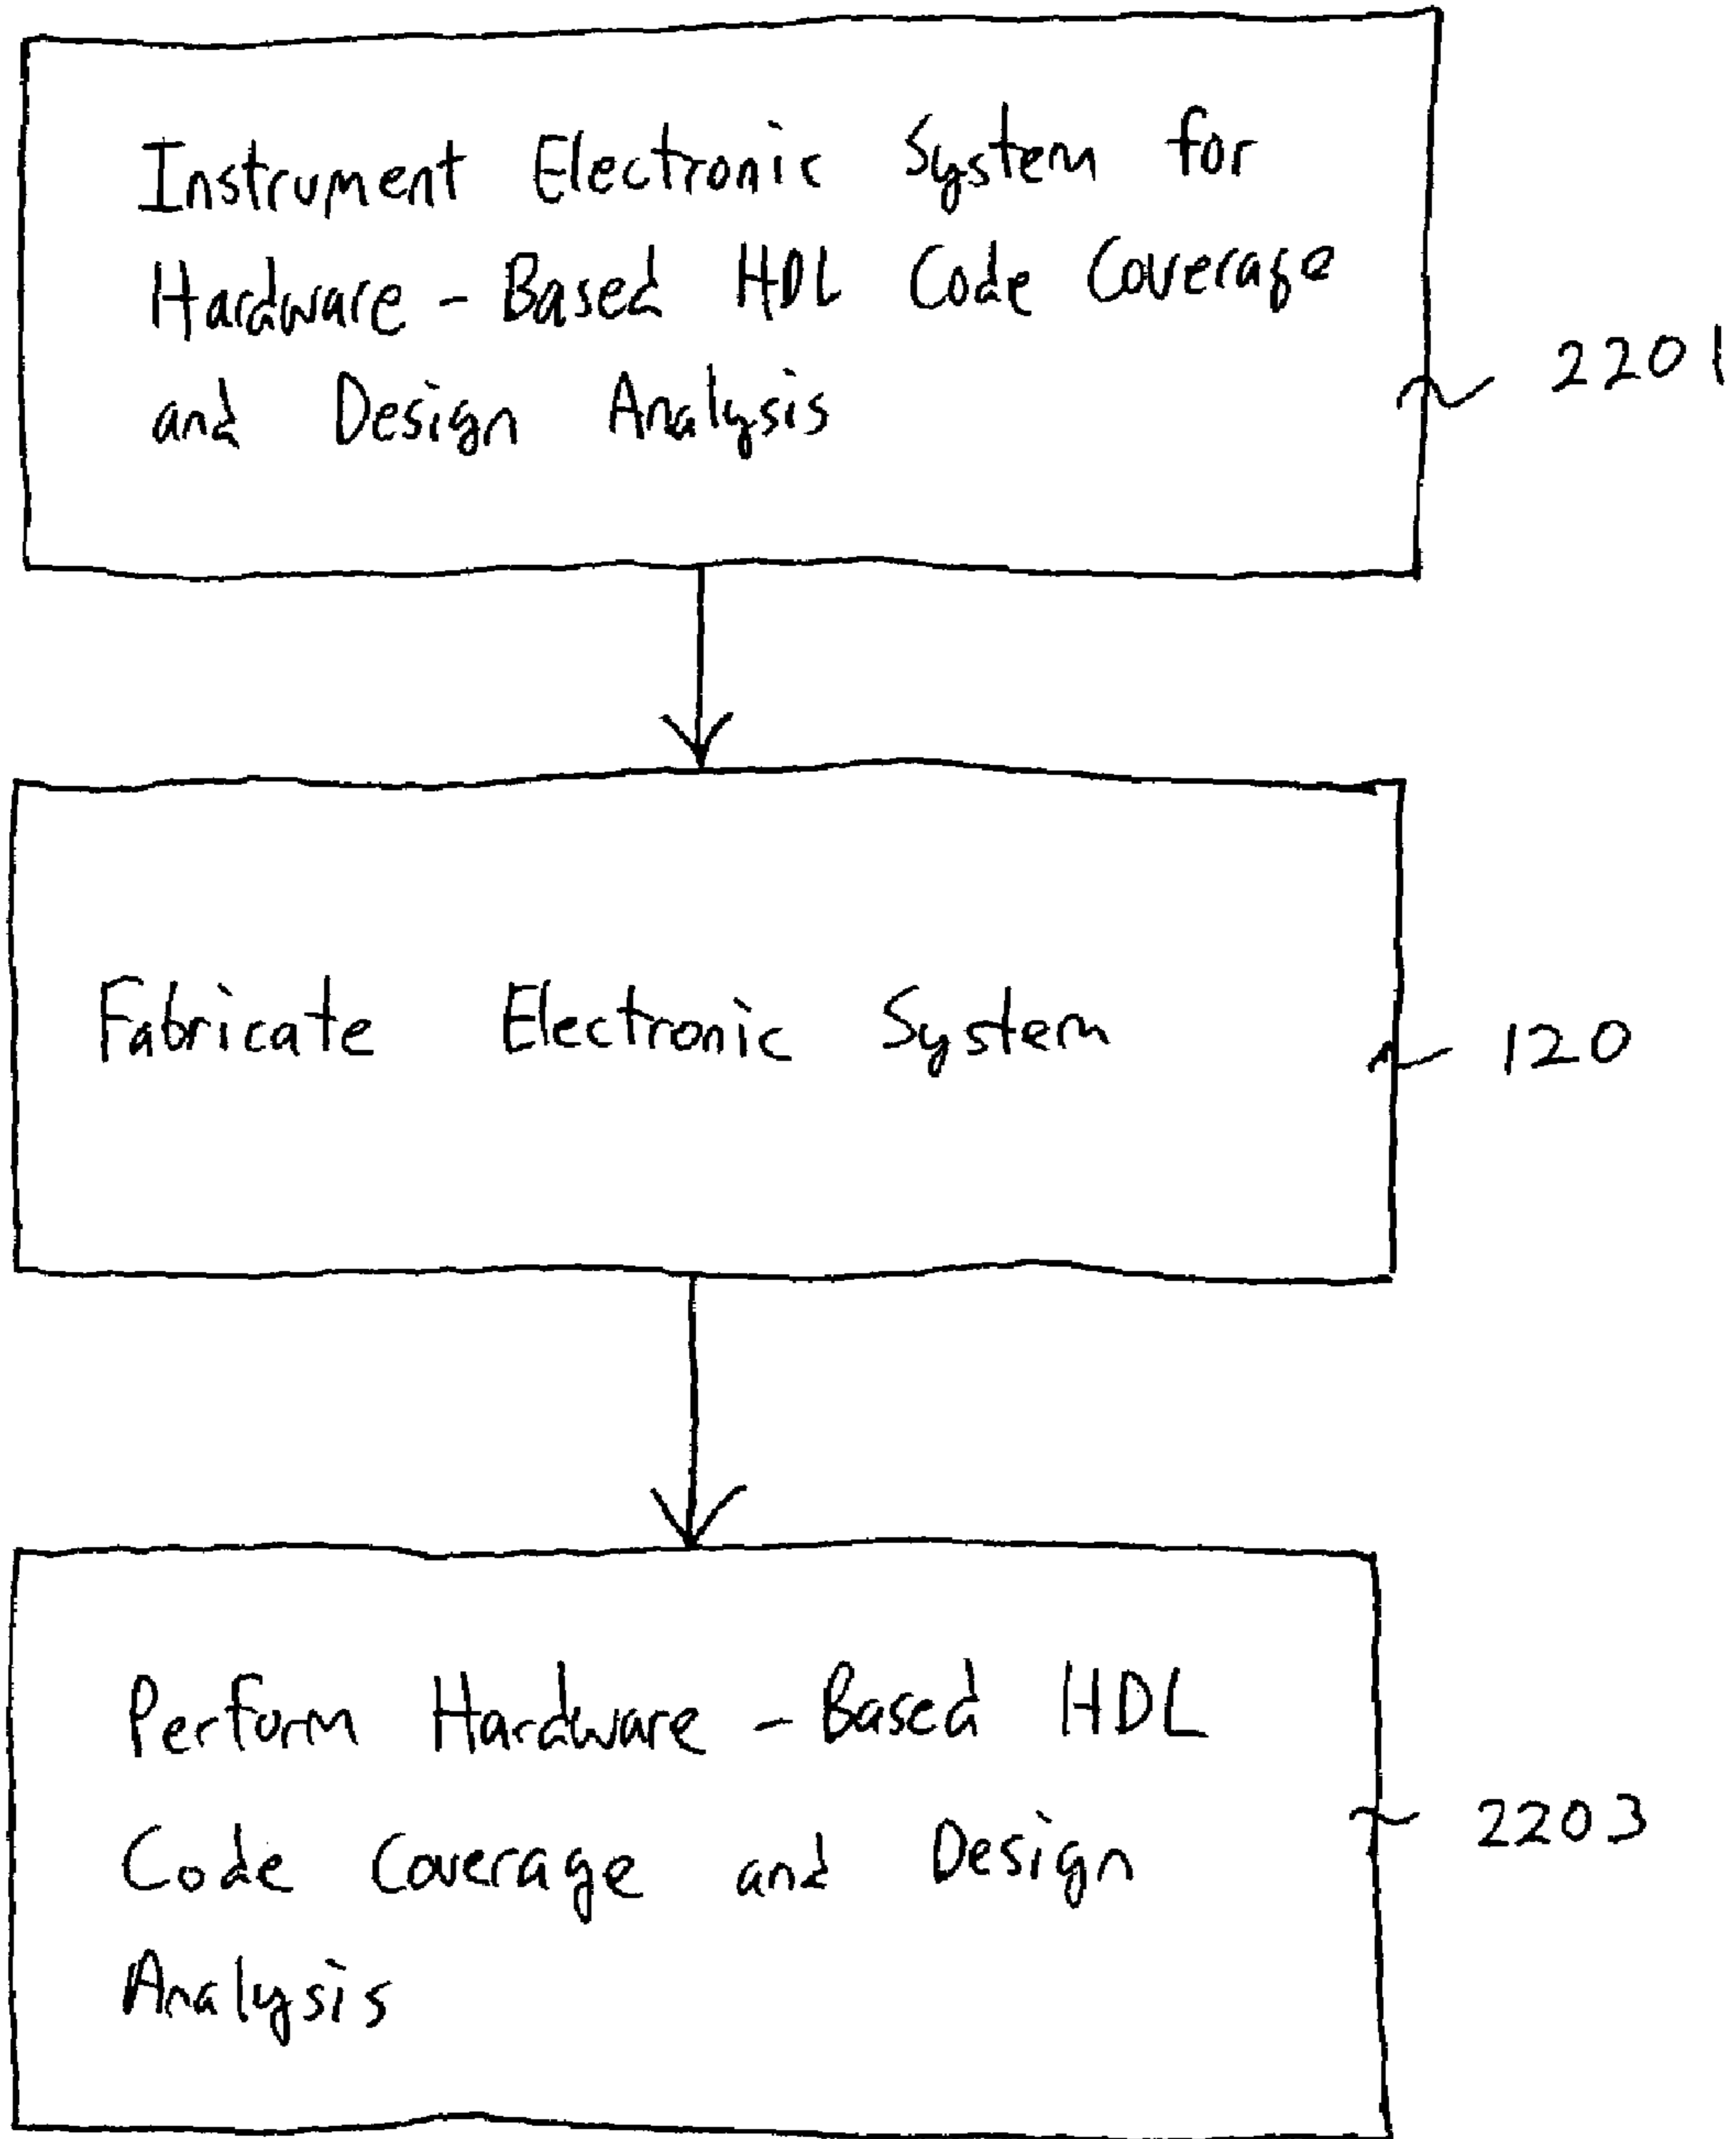 Instrument Electronic System for
Hardware - Based HDL Code Coverage
and Design Analysis
2201
Fabricate Electronic System
120
Perform Hardware - Based HDL
Code Coverage and Design
Analysis
2203